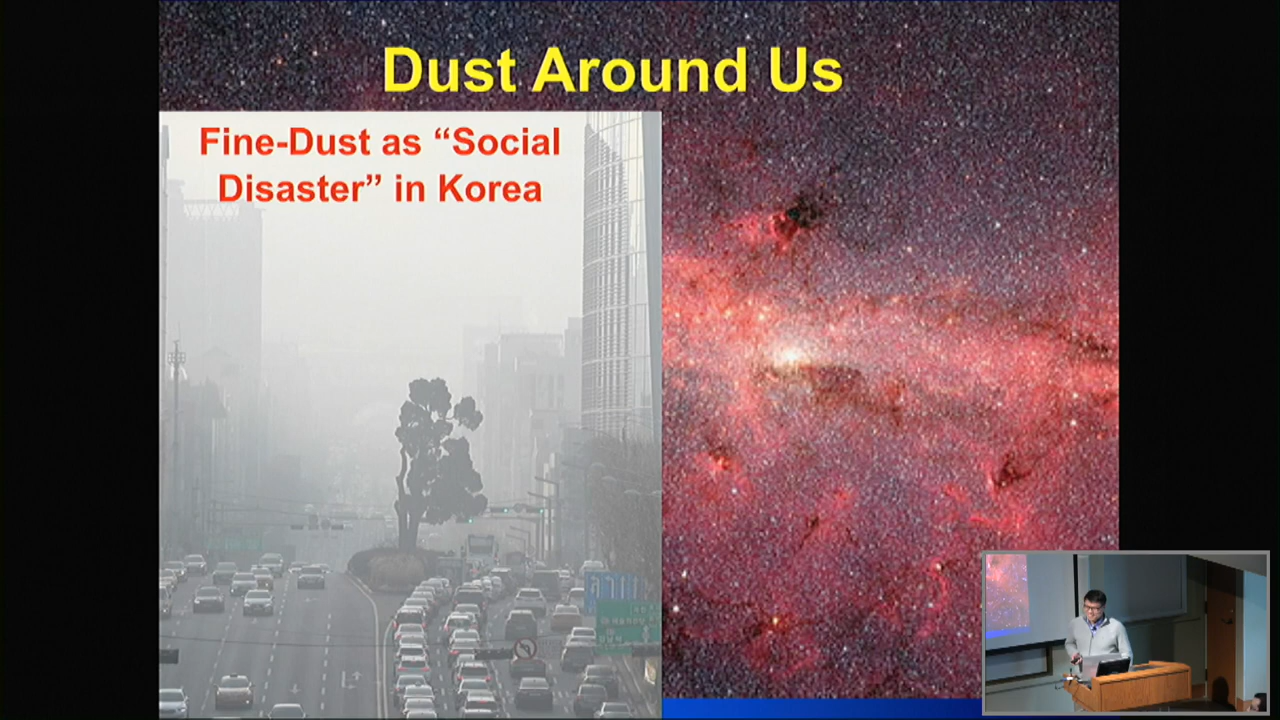 Dust Around Us
Fine-Dust as “Social
Disaster” in Korea